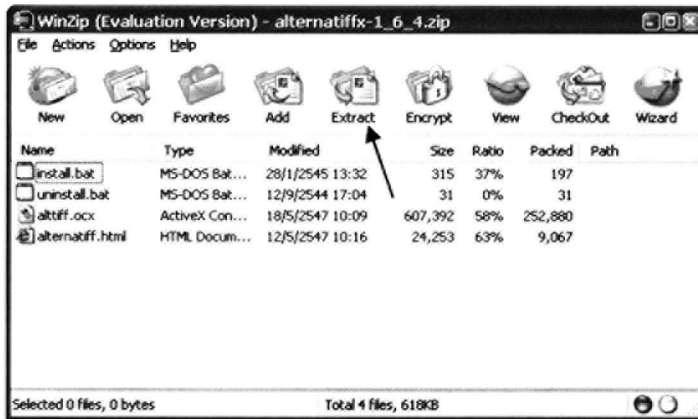 WinZip (Evaluation Version) - alternatiffx-1_6_4.zip
File Actions Options Help
New Open Favorites Add Extract Encrypt View CheckOut Wizard
Name Type Modified Size Ratio Packed Path
install.bat MS-DOS Bat... 28/1/2545 13:32 315 37% 197
uninstall.bat MS-DOS Bat... 12/9/2544 17:04 31 0% 31
alttiff.ocx ActiveX Con... 18/5/2547 10:09 607,392 58% 252,880
alternatiff.html HTML Docum... 12/5/2547 10:16 24,253 63% 9,067
Selected 0 files, 0 bytes Total 4 files, 618KB